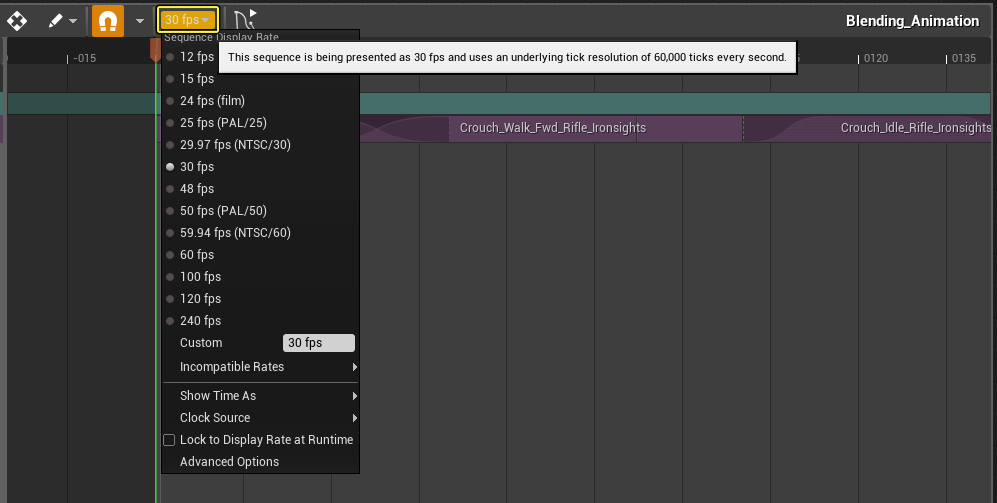 30 fps
Blending_Animation
Sequence Display Rate
This sequence is being presented as 30 fps and uses an underlying tick resolution of 60,000 ticks every second.
-015
0120
0135
12 fps
15 fps
24 fps (film)
25 fps (PAL/25)
29.97 fps (NTSC/30)
30 fps
48 fps
50 fps (PAL/50)
59.94 fps (NTSC/60)
60 fps
100 fps
120 fps
240 fps
Custom 30 fps
Incompatible Rates
Show Time As
Clock Source
Lock to Display Rate at Runtime
Advanced Options
Crouch_Walk_Fwd_Rifle_Ironsights
Crouch_Idle_Rifle_Ironsights